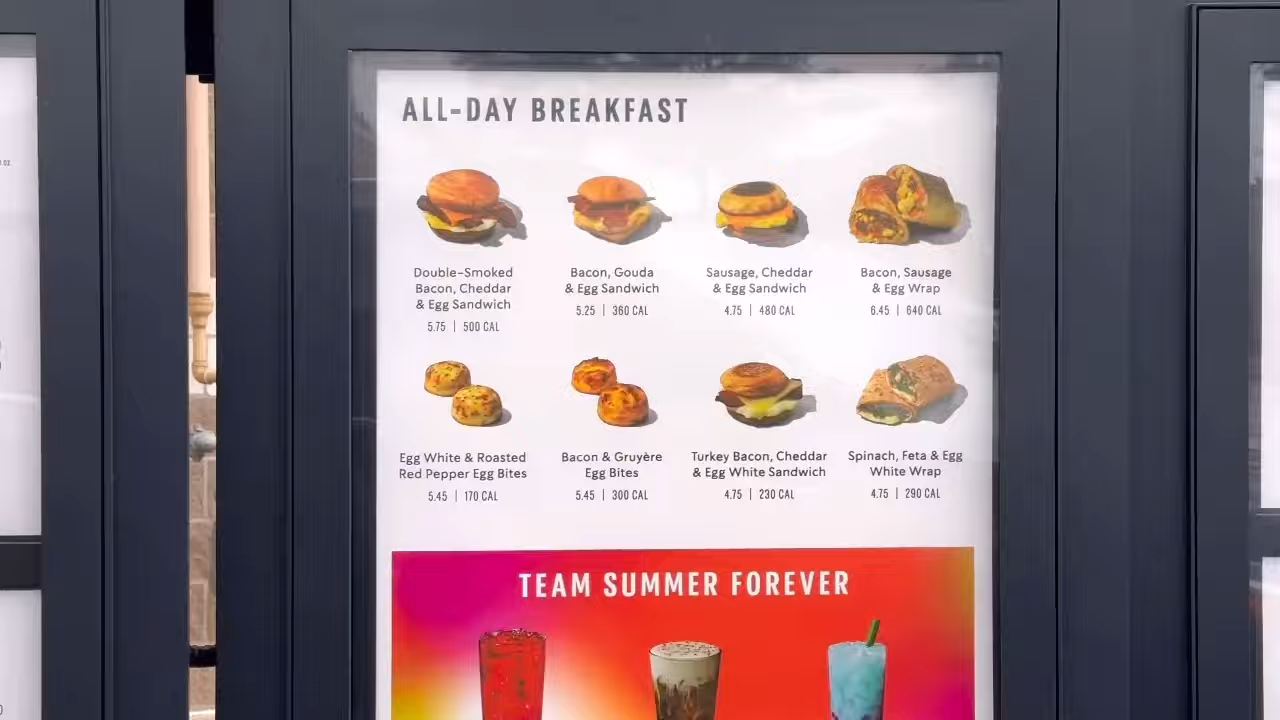 ALL-DAY BREAKFAST
Double-Smoked
Bacon, Cheddar
& Egg Sandwich
5.75 | 500 CAL
Bacon, Gouda
& Egg Sandwich
5.25 | 360 CAL
Sausage, Cheddar
& Egg Sandwich
4.75 | 480 CAL
Bacon, Sausage
& Egg Wrap
6.45 | 640 CAL
Egg White & Roasted
Red Pepper Egg Bites
5.45 | 170 CAL
Bacon & Gruyère
Egg Bites
5.45 | 300 CAL
Turkey Bacon, Cheddar
& Egg White Sandwich
4.75 | 230 CAL
Spinach, Feta & Egg
White Wrap
4.75 | 290 CAL
TEAM SUMMER FOREVER